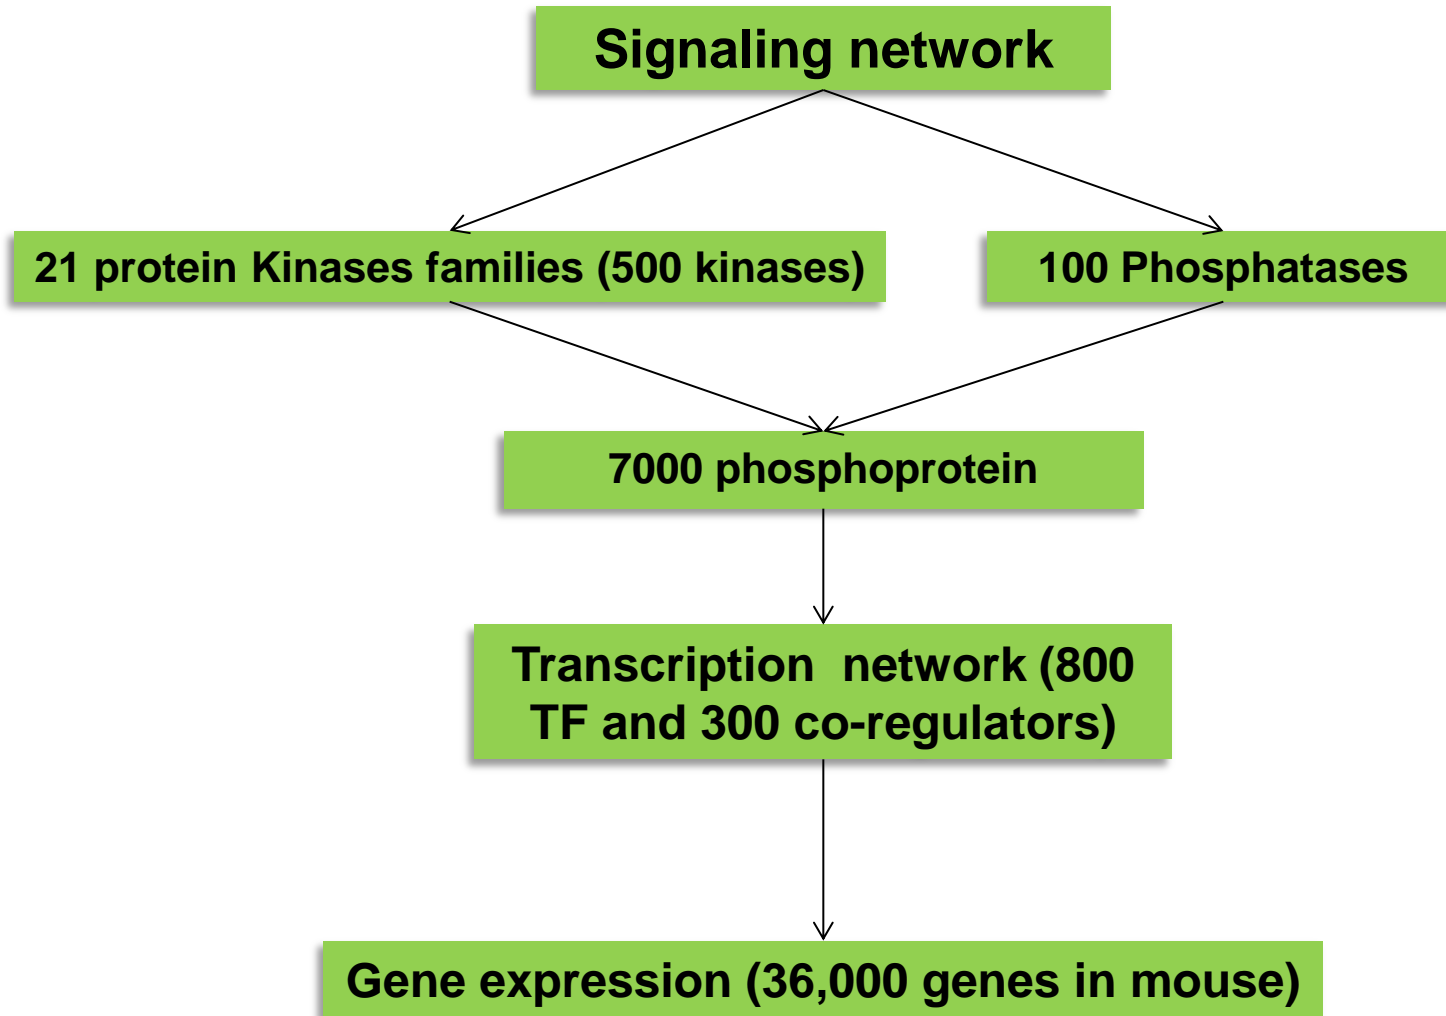 Signaling network
21 protein Kinases families (500 kinases)
100 Phosphatases
7000 phosphoprotein
Transcription  network (800
TF and 300 co-regulators)
Gene expression (36,000 genes in mouse)